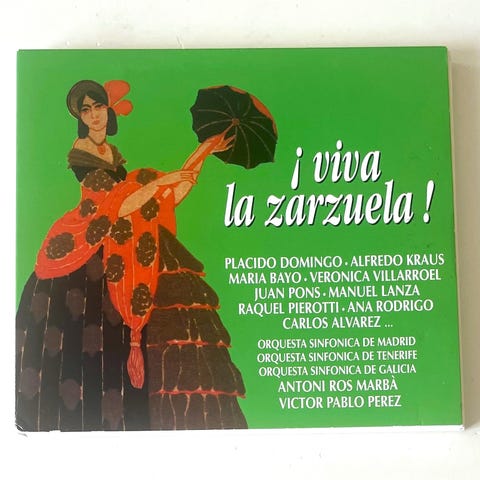 ¡ viva
la zarzuela !
PLACIDO DOMINGO · ALFREDO KRAUS
MARIA BAYO · VERONICA VILLARROEL
JUAN PONS · MANUEL LANZA
RAQUEL PIEROTTI · ANA RODRIGO
CARLOS ALVAREZ ...
ORQUESTA SINFONICA DE MADRID
ORQUESTA SINFONICA DE TENERIFE
ORQUESTA SINFONICA DE GALICIA
ANTONI ROS MARBÀ
VICTOR PABLO PEREZ